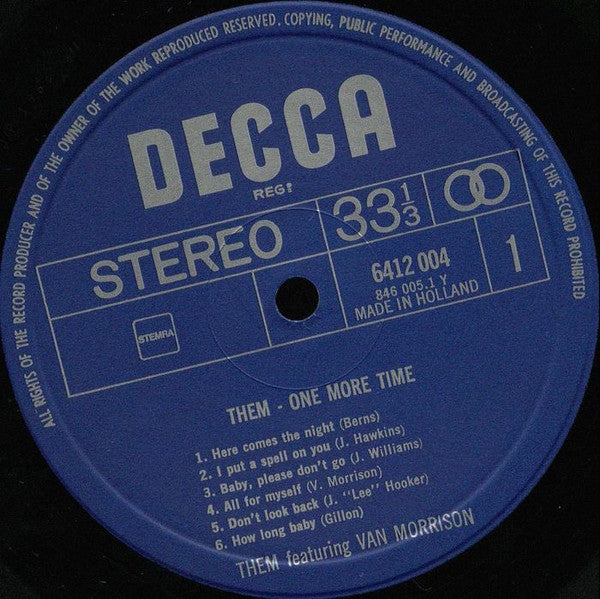 ALL RIGHTS OF THE RECORD PRODUCER AND OF THE OWNER OF THE WORK REPRODUCED RESERVED. COPYING, PUBLIC PERFORMANCE AND BROADCASTING OF THIS RECORD PROHIBITED
DECCA
REG!
STEREO
33 1/3
6412 004
846 005.1 Y
MADE IN HOLLAND
1
STEMRA
THEM - ONE MORE TIME
1. Here comes the night (Berns)
2. I put a spell on you (J. Hawkins)
3. Baby, please don't go (J. Williams)
4. All for myself (V. Morrison)
5. Don't look back (J. "Lee" Hooker)
6. How long baby (Gillon)
THEM featuring VAN MORRISON